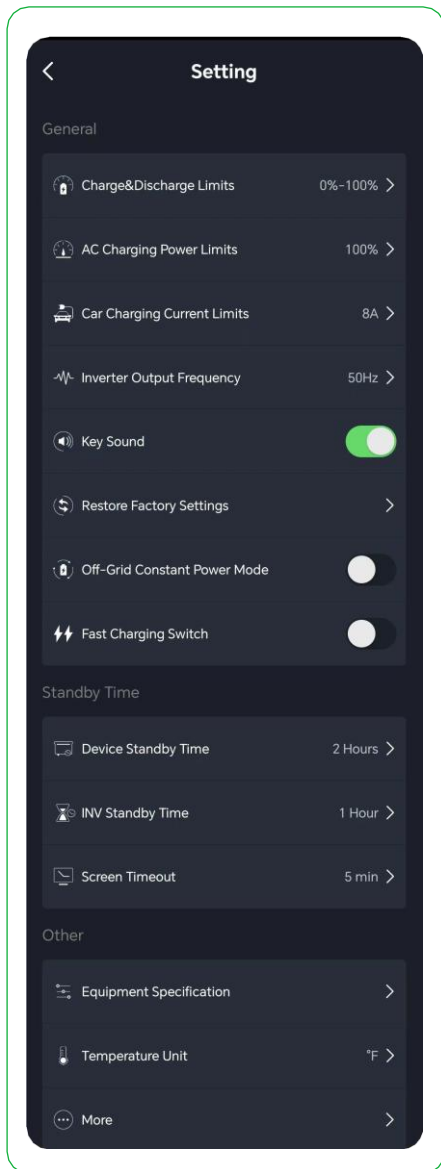 Setting
General
Charge&Discharge Limits 0%-100%
AC Charging Power Limits 100%
Car Charging Current Limits 8A
Inverter Output Frequency 50Hz
Key Sound
Restore Factory Settings
Off-Grid Constant Power Mode
Fast Charging Switch
Standby Time
Device Standby Time 2 Hours
INV Standby Time 1 Hour
Screen Timeout 5 min
Other
Equipment Specification
Temperature Unit °F
More